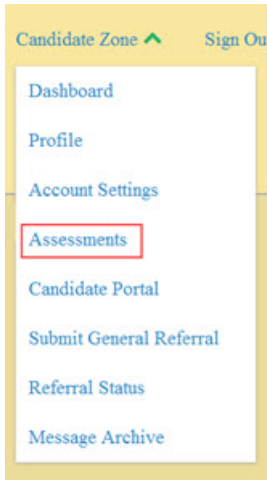 Candidate Zone Sign Ou
Dashboard
Profile
Account Settings
Assessments
Candidate Portal
Submit General Referral
Referral Status
Message Archive